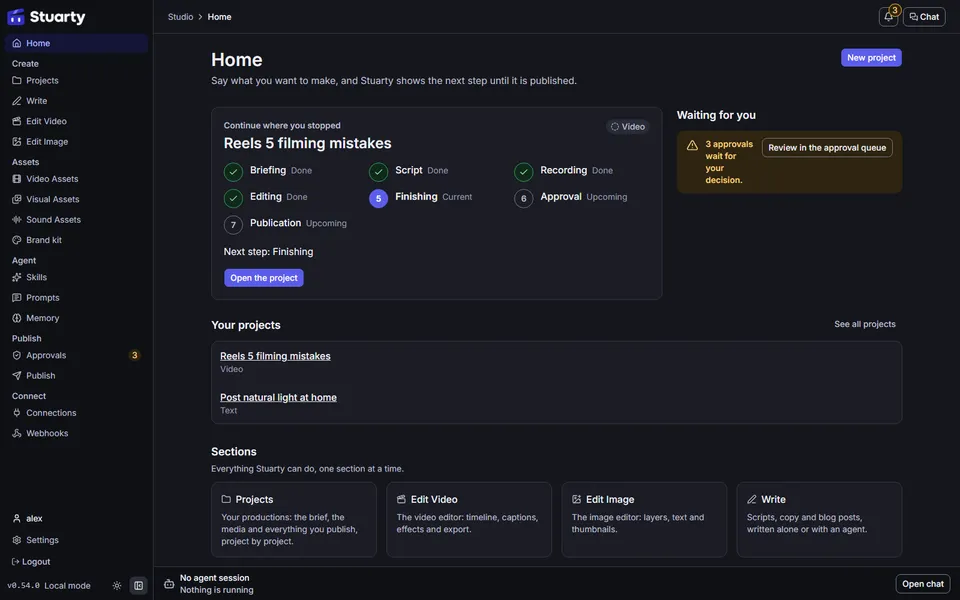 Stuarty
Home
Create
Projects
Write
Edit Video
Edit Image
Assets
Video Assets
Visual Assets
Sound Assets
Brand kit
Agent
Skills
Prompts
Memory
Publish
Approvals 3
Publish
Connect
Connections
Webhooks
alex
Settings
Logout
v0.54.0 Local mode
Studio > Home
3
Chat
Home
New project
Say what you want to make, and Stuarty shows the next step until it is published.
Continue where you stopped
Video
Reels 5 filming mistakes
Briefing Done
Script Done
Recording Done
Editing Done
5 Finishing Current
6 Approval Upcoming
7 Publication Upcoming
Next step: Finishing
Open the project
Waiting for you
3 approvals
wait for
your
decision.
Review in the approval queue
Your projects
See all projects
Reels 5 filming mistakes
Video
Post natural light at home
Text
Sections
Everything Stuarty can do, one section at a time.
Projects
Your productions: the brief, the
media and everything you publish,
project by project.
Edit Video
The video editor: timeline, captions,
effects and export.
Edit Image
The image editor: layers, text and
thumbnails.
Write
Scripts, copy and blog posts,
written alone or with an agent.
No agent session
Nothing is running
Open chat